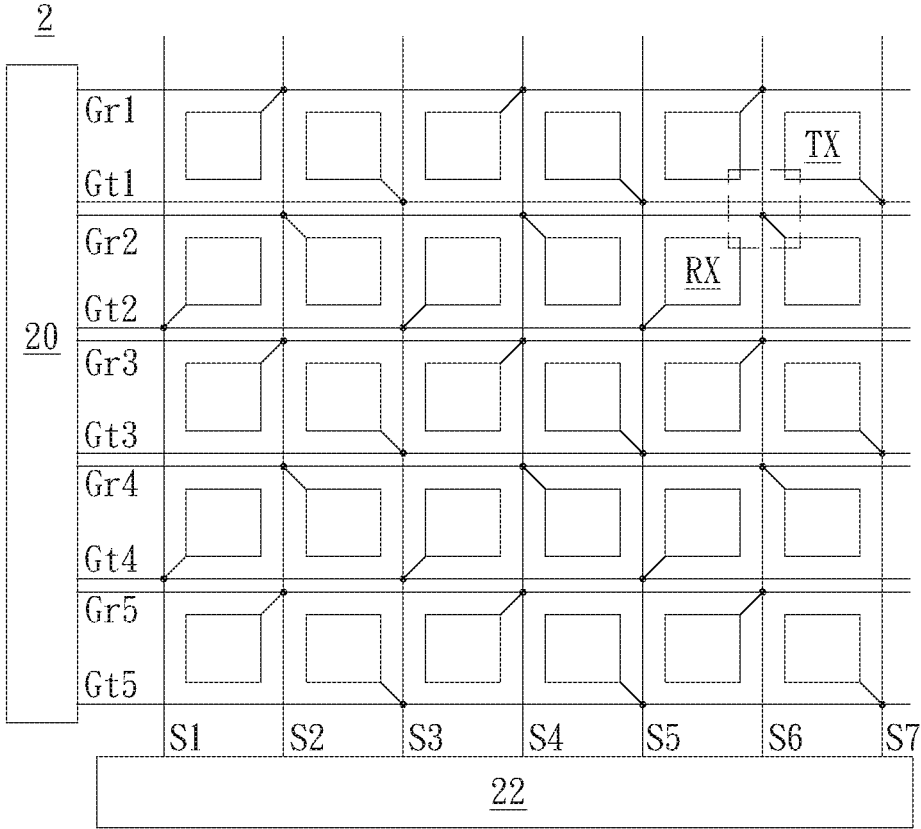 2
Gr1
TX
Gt1
Gr2
RX
Gt2
20
Gr3
Gt3
Gr4
Gt4
Gr5
Gt5
S1 S2 S3 S4 S5 S6 S7
22